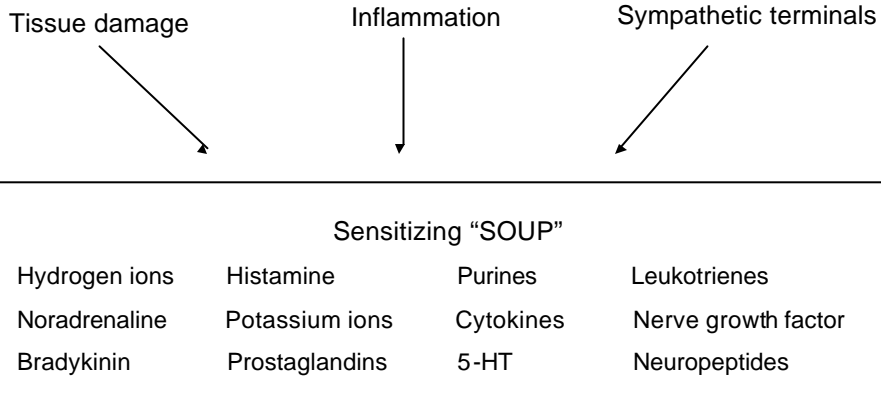 Tissue damage Inflammation Sympathetic terminals
Sensitizing “SOUP”
Hydrogen ions Histamine Purines Leukotrienes
Noradrenaline Potassium ions Cytokines Nerve growth factor
Bradykinin Prostaglandins 5-HT Neuropeptides